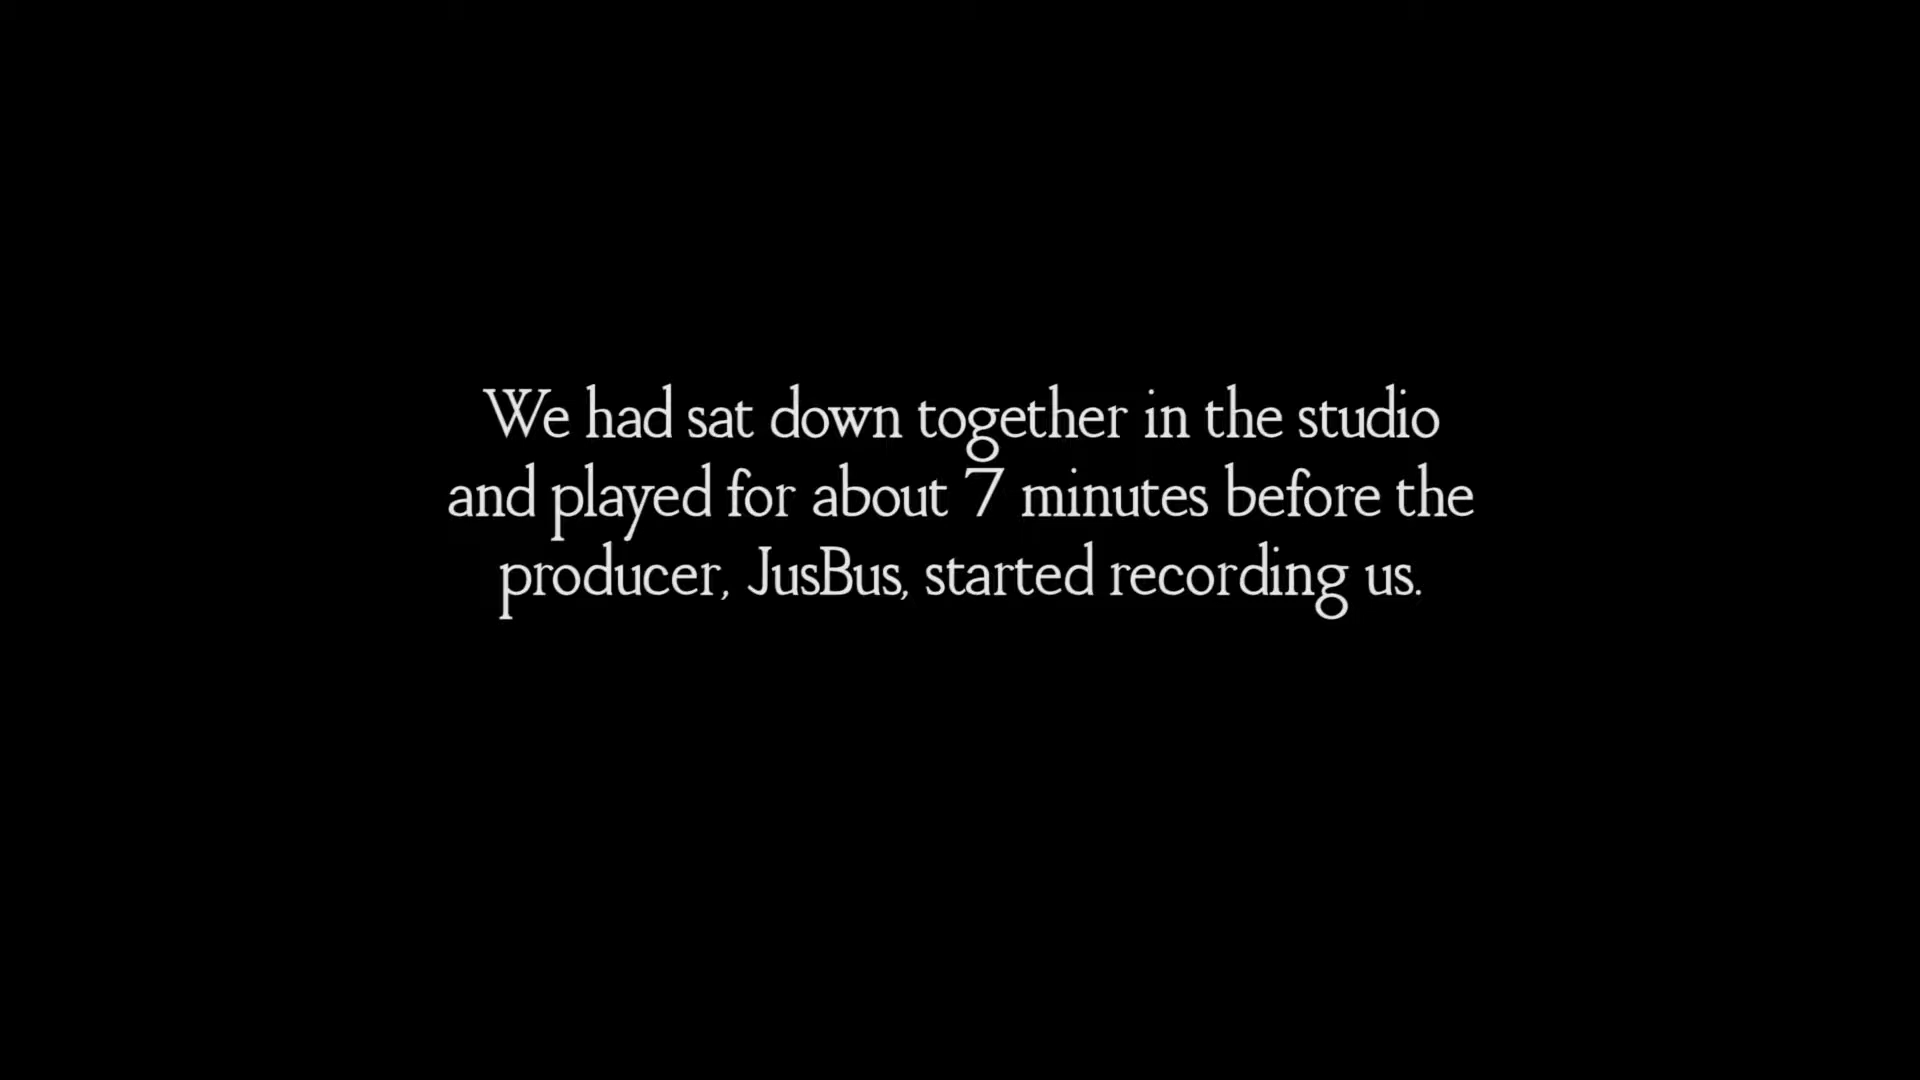 We had sat down together in the studio
and played for about 7 minutes before the
producer, JusBus, started recording us.